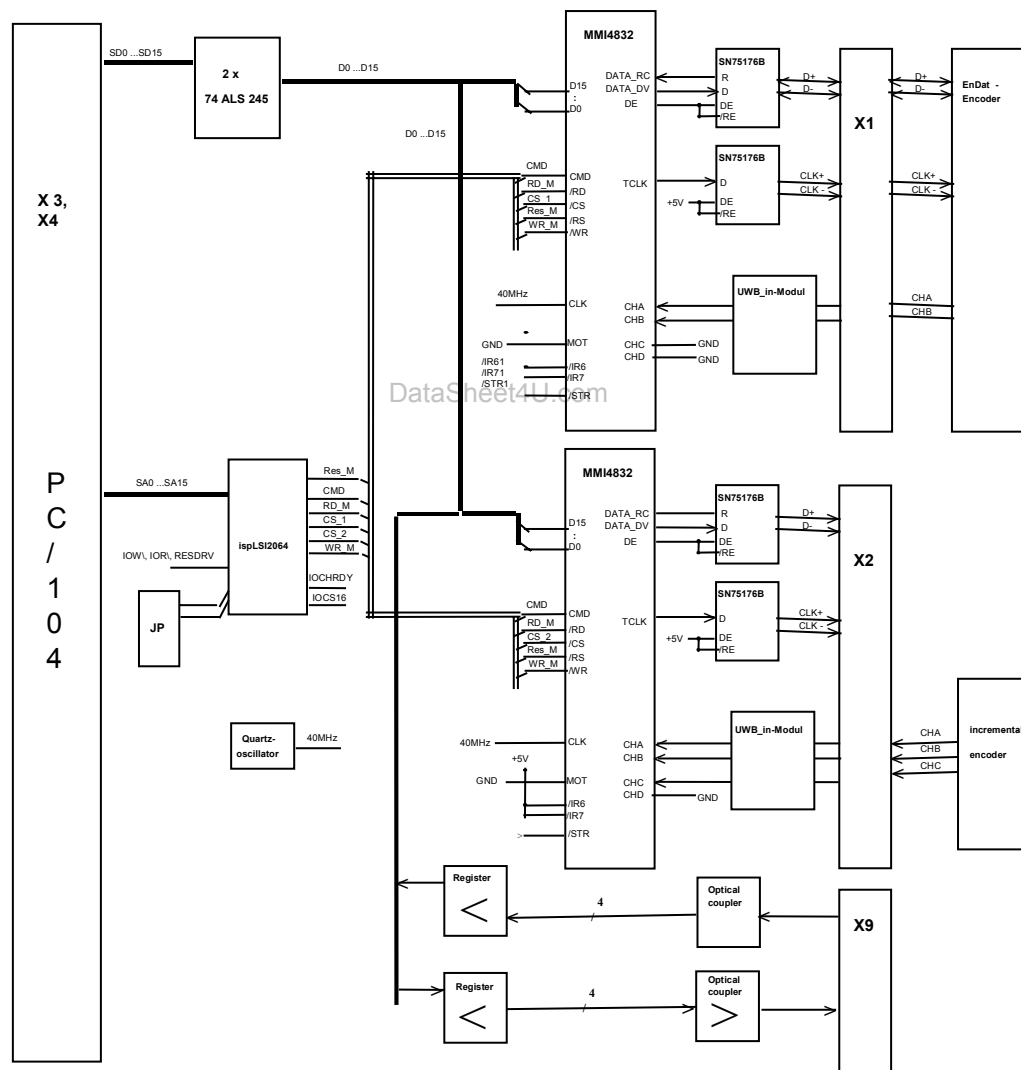 X 3,
X4
PC/104
SD0 ...SD15
2 x
74 ALS 245
D0 ...D15
D0 ...D15
MMI4832
D15
:
D0
DATA_RC
DATA_DV
DE
SN75176B
R
D
DE
/RE
D+
D-
X1
D+
D-
EnDat -
Encoder
CMD
RD_M
CS_1
Res_M
WR_M
CMD
/RD
/CS
/RS
/WR
TCLK
SN75176B
D
+5V
DE
/RE
CLK+
CLK -
CLK+
CLK -
40MHz
CLK
CHA
CHB
UWB_in-Modul
CHA
CHB
GND
MOT
CHC
CHD
GND
GND
/IR61
/IR71
/STR1
/IR6
/IR7
/STR
DataSheet4U.com
SA0 ...SA15
ispLSI2064
Res_M
CMD
RD_M
CS_1
CS_2
WR_M
IOW\, IOR\, RESDRV
IOCHRDY
IOCS16
JP
Quartz-
oscillator
40MHz
MMI4832
D15
:
D0
DATA_RC
DATA_DV
DE
SN75176B
R
D
DE
/RE
D+
D-
X2
CMD
RD_M
CS_2
Res_M
WR_M
CMD
/RD
/CS
/RS
/WR
TCLK
SN75176B
D
+5V
DE
/RE
CLK+
CLK -
40MHz
+5V
GND
CLK
MOT
/IR6
/IR7
>
/STR
CHA
CHB
CHC
CHD
GND
UWB_in-Modul
CHA
CHB
CHC
incremental
encoder
Register
<
4
Optical
coupler
X9
Register
<
4
Optical
coupler
>